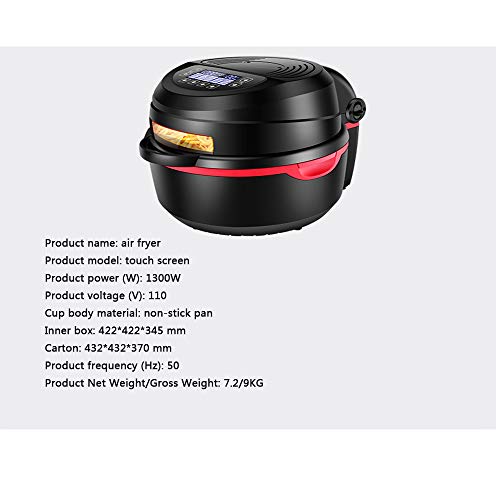 Product name: air fryer
Product model: touch screen
Product power (W): 1300W
Product voltage (V): 110
Cup body material: non-stick pan
Inner box: 422*422*345 mm
Carton: 432*432*370 mm
Product frequency (Hz): 50
Product Net Weight/Gross Weight: 7.2/9KG